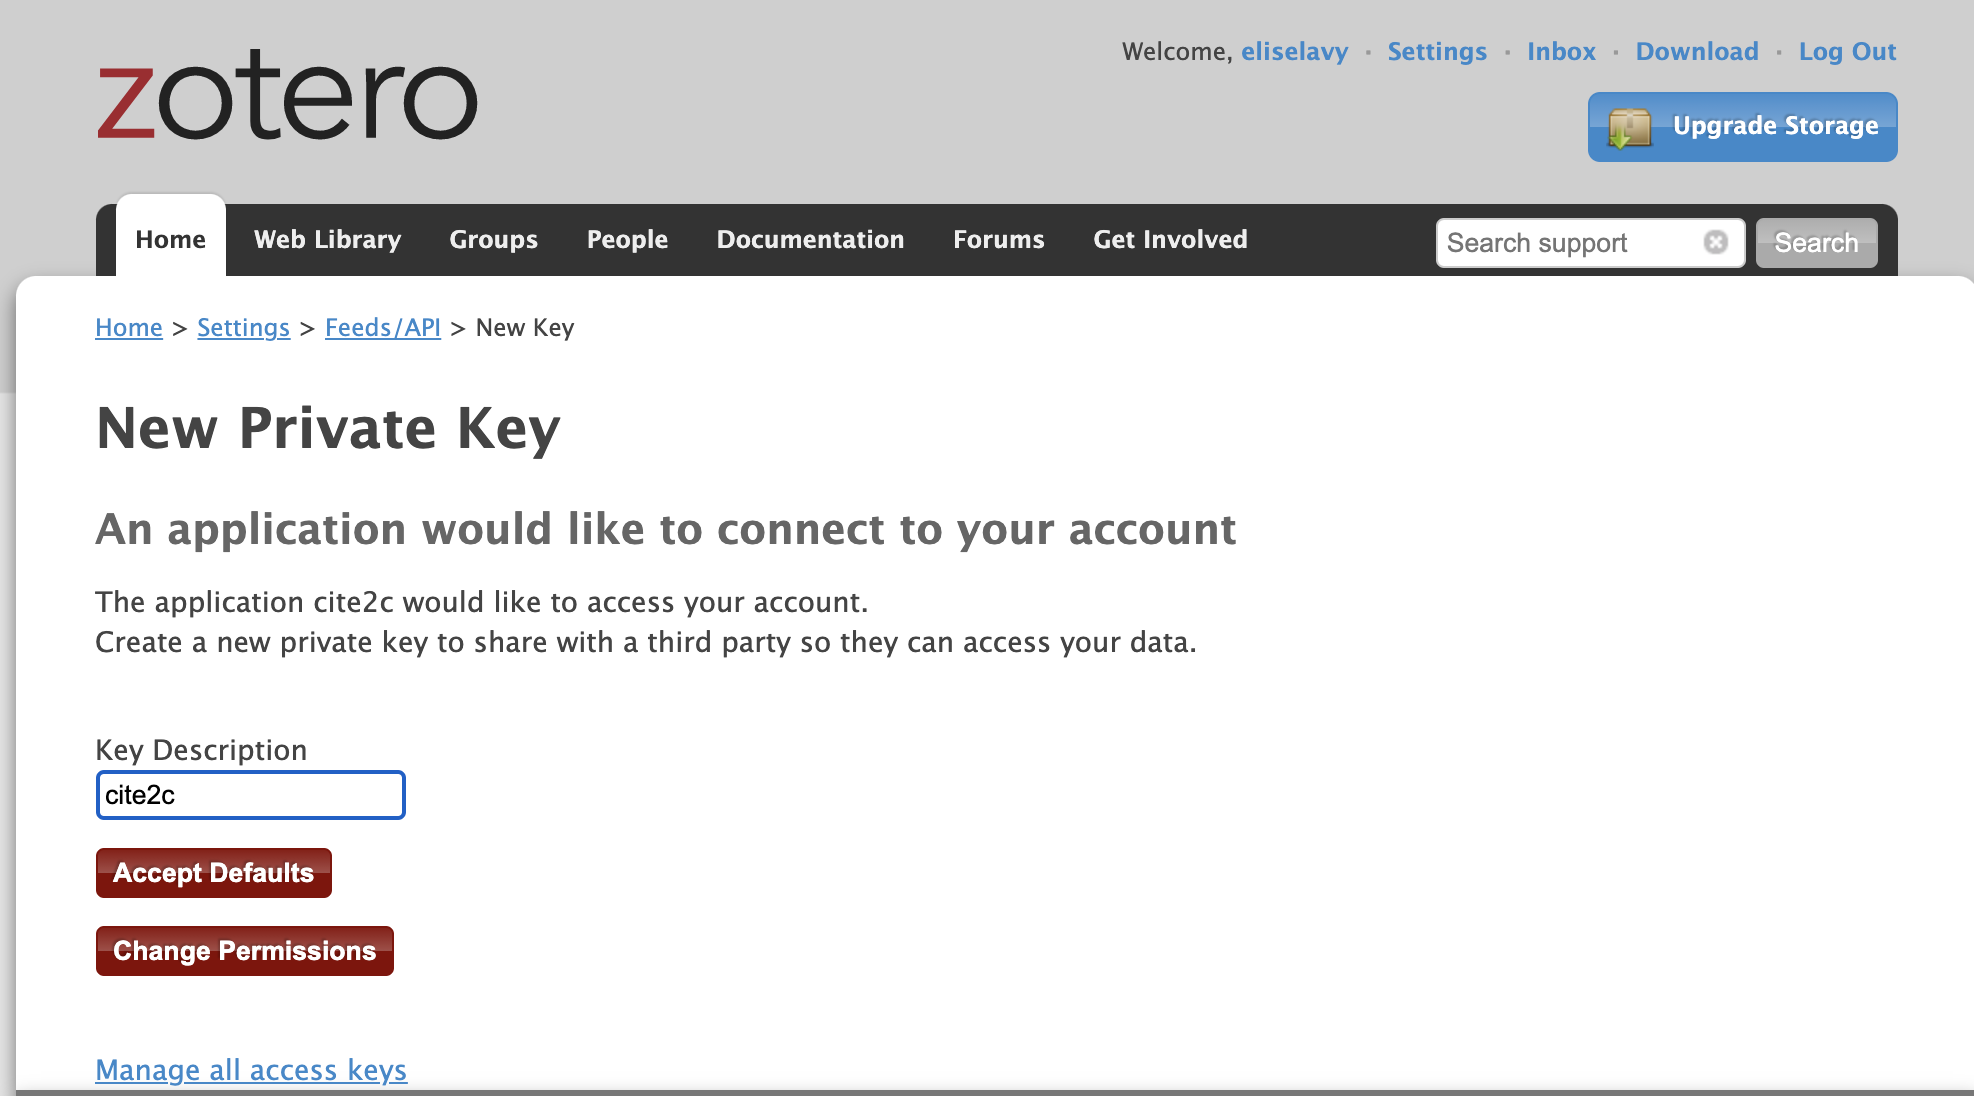 zotero
Welcome, eliselavy · Settings · Inbox · Download · Log Out
Upgrade Storage
Home Web Library Groups People Documentation Forums Get Involved Search support Search
Home > Settings > Feeds/API > New Key
New Private Key
An application would like to connect to your account
The application cite2c would like to access your account.
Create a new private key to share with a third party so they can access your data.
Key Description
cite2c
Accept Defaults
Change Permissions
Manage all access keys